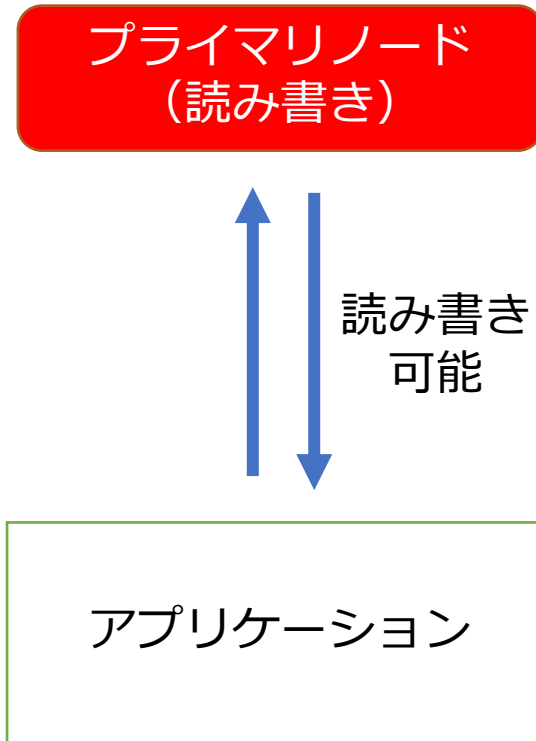 プライマリノード
（読み書き）
読み書き
可能
アプリケーション